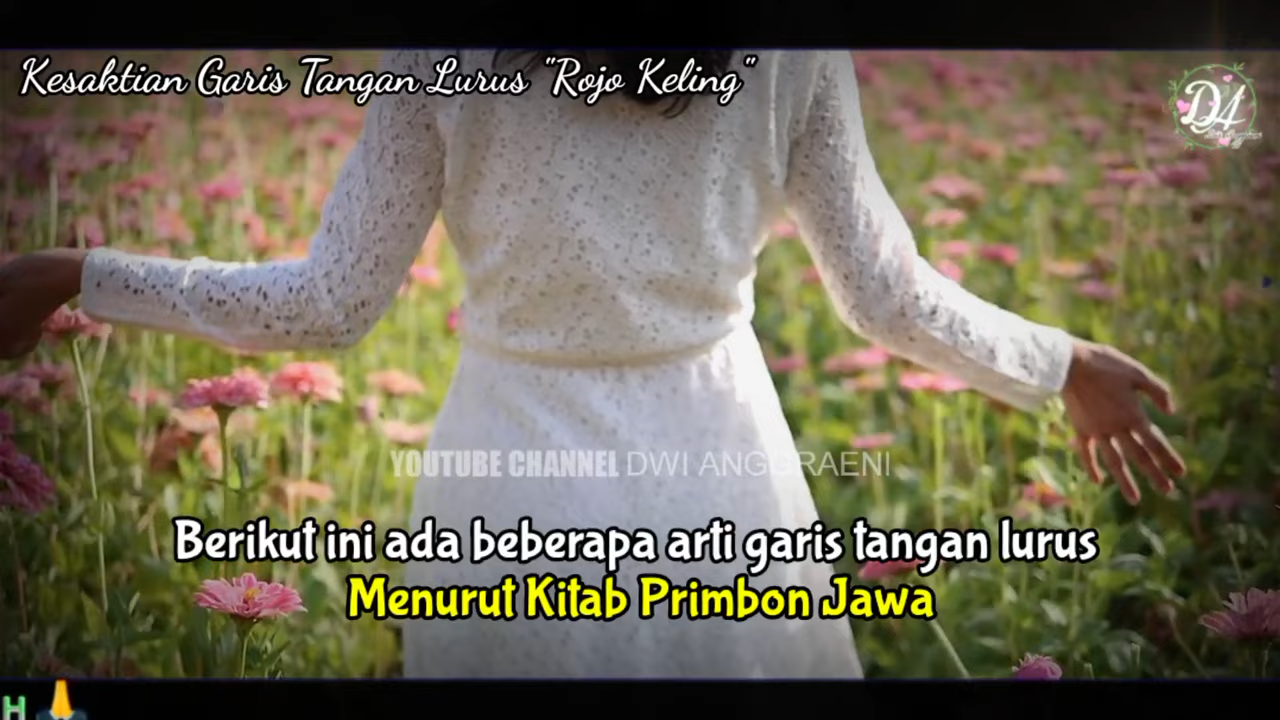 Kesaktian Garis Tangan Lurus "Rojo Keling"
D4
YOUTUBE CHANNEL DWI ANGGRAENI
Berikut ini ada beberapa arti garis tangan lurus
Menurut Kitab Primbon Jawa
H